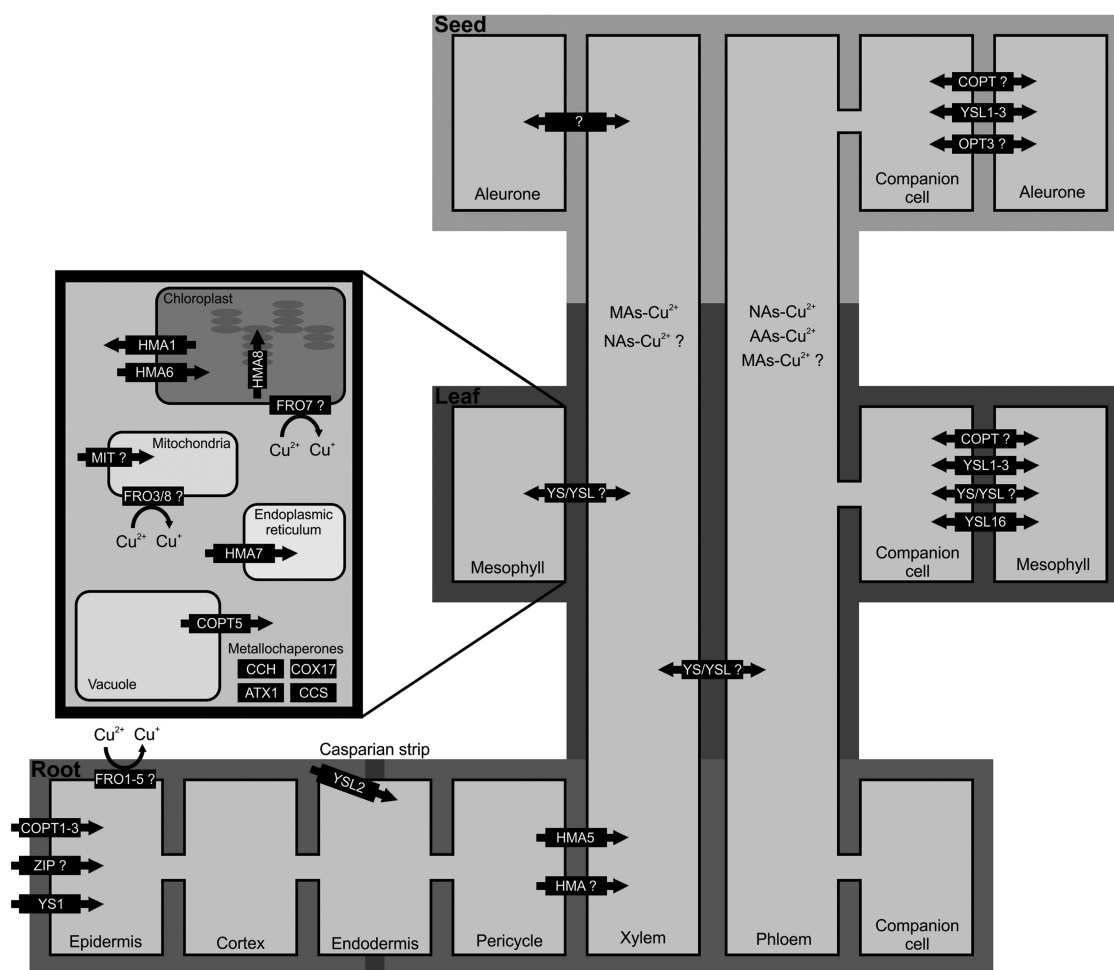 Seed
COPT ?
YSL1-3
OPT3 ?
?
Aleurone
Companion
cell
Aleurone
MAs-Cu²⁺
NAs-Cu²⁺ ?
NAs-Cu²⁺
AAs-Cu²⁺
MAs-Cu²⁺ ?
Leaf
COPT ?
YSL1-3
YS/YSL ?
YSL16
YS/YSL ?
Mesophyll
Companion
cell
Mesophyll
YS/YSL ?
Chloroplast
HMA1
HMA6
HMA8
FRO7 ?
Cu²⁺ Cu⁺
Mitochondria
MIT ?
FRO3/8 ?
Cu²⁺ Cu⁺
Endoplasmic
reticulum
HMA7
COPT5
Vacuole
Metallochaperones
CCH COX17
ATX1 CCS
Cu²⁺ Cu⁺
Casparian strip
Root
FRO1-5 ?
YSL2
COPT1-3
ZIP ?
YS1
HMA5
HMA ?
Epidermis
Cortex
Endodermis
Pericycle
Xylem
Phloem
Companion
cell